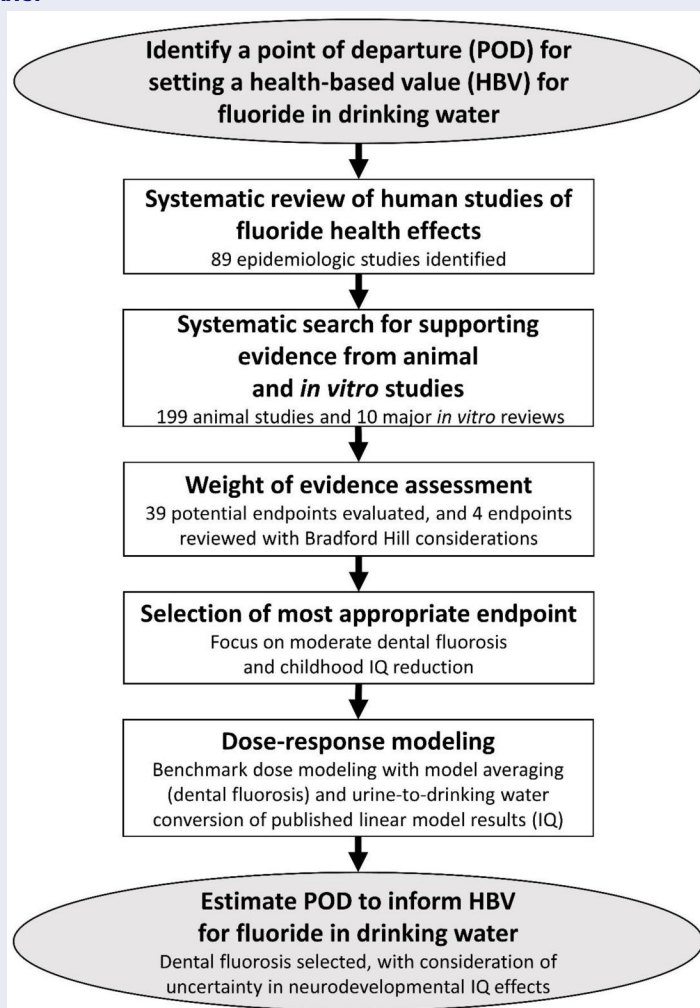 Identify a point of departure (POD) for
setting a health-based value (HBV) for
fluoride in drinking water
Systematic review of human studies of
fluoride health effects
89 epidemiologic studies identified
Systematic search for supporting
evidence from animal
and in vitro studies
199 animal studies and 10 major in vitro reviews
Weight of evidence assessment
39 potential endpoints evaluated, and 4 endpoints
reviewed with Bradford Hill considerations
Selection of most appropriate endpoint
Focus on moderate dental fluorosis
and childhood IQ reduction
Dose-response modeling
Benchmark dose modeling with model averaging
(dental fluorosis) and urine-to-drinking water
conversion of published linear model results (IQ)
Estimate POD to inform HBV
for fluoride in drinking water
Dental fluorosis selected, with consideration of
uncertainty in neurodevelopmental IQ effects